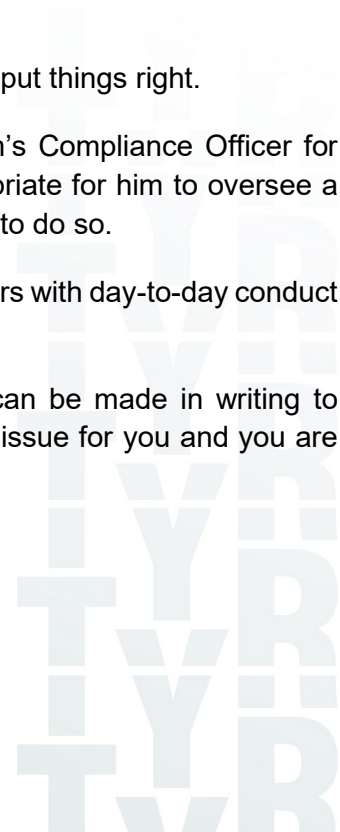 put things right.
n's Compliance Officer for
oriate for him to oversee a
to do so.
rs with day-to-day conduct
can be made in writing to
issue for you and you are